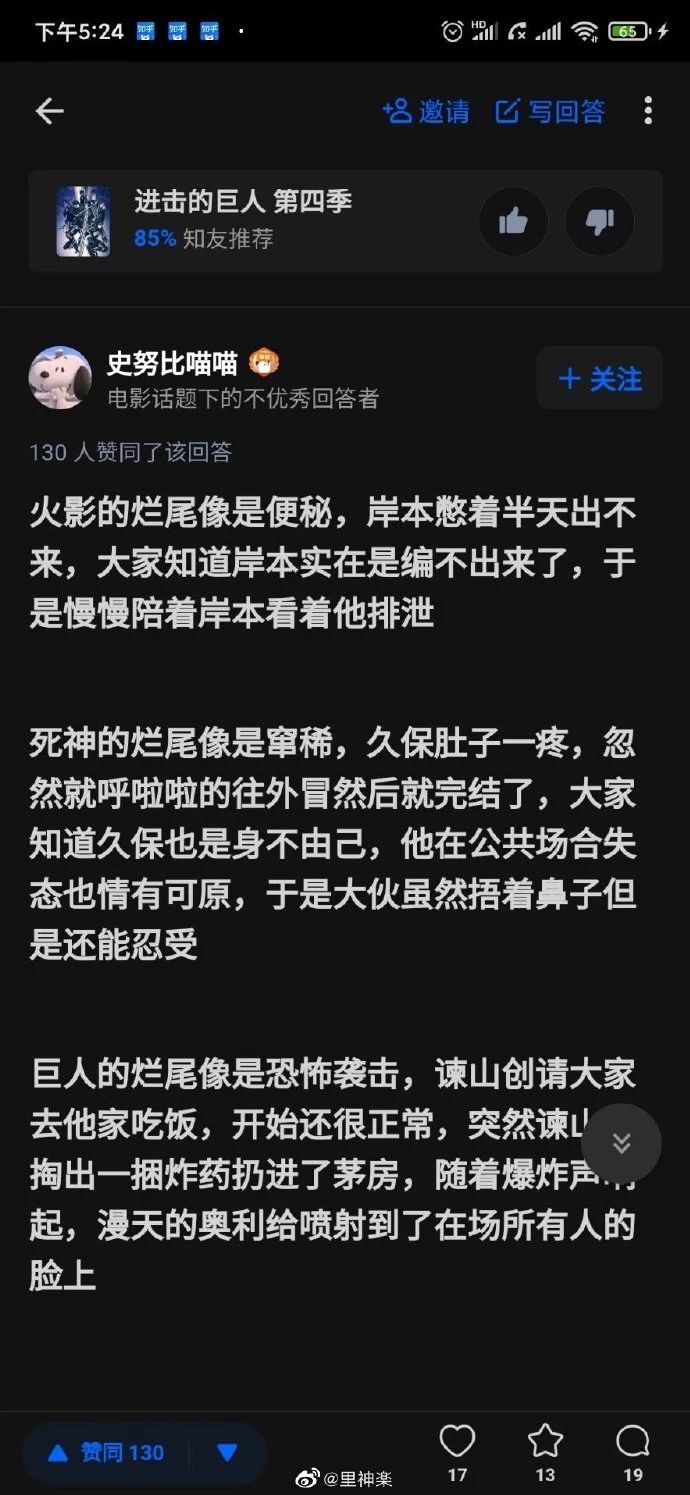 下午5:24 知乎 知乎 知乎 · HD 65
邀请 写回答
进击的巨人 第四季
85% 知友推荐
史努比喵喵
电影话题下的不优秀回答者
+ 关注
130 人赞同了该回答
火影的烂尾像是便秘，岸本憋着半天出不
来，大家知道岸本实在是编不出来了，于
是慢慢陪着岸本看着他排泄
死神的烂尾像是窜稀，久保肚子一疼，忽
然就呼啦啦的往外冒然后就完结了，大家
知道久保也是身不由己，他在公共场合失
态也情有可原，于是大伙虽然捂着鼻子但
是还能忍受
巨人的烂尾像是恐怖袭击，谏山创请大家
去他家吃饭，开始还很正常，突然谏山
掏出一捆炸药扔进了茅房，随着爆炸声响
起，漫天的奥利给喷射到了在场所有人的
脸上
赞同 130
17 13 19
@里神楽